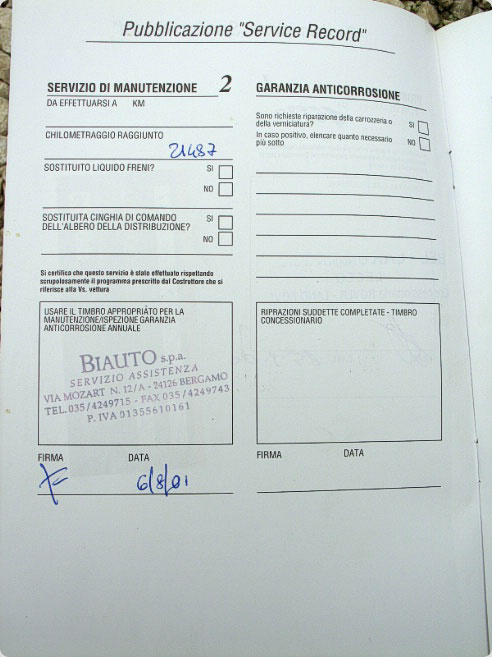 Pubblicazione "Service Record"
SERVIZIO DI MANUTENZIONE 2
DA EFFETTUARSI A KM
CHILOMETRAGGIO RAGGIUNTO
21487
SOSTITUITO LIQUIDO FRENI? SI
NO
SOSTITUITA CINGHIA DI COMANDO SI
DELL'ALBERO DELLA DISTRIBUZIONE?
NO
Si certifica che questo servizio è stato effettuato rispettando
scrupolosamente il programma prescritto dal Costruttore che si
riferisce alla Vs. vettura
USARE IL TIMBRO APPROPRIATO PER LA
MANUTENZIONE/ISPEZIONE GARANZIA
ANTICORROSIONE ANNUALE
BIAUTO s.p.a.
SERVIZIO ASSISTENZA
VIA MOZART N. 12/A - 24126 BERGAMO
TEL. 035/4249715 - FAX 035/4249743
P. IVA 01355610161
FIRMA DATA
6/8/01
GARANZIA ANTICORROSIONE
Sono richieste riparazione della carrozzeria o
della verniciatura? SI
In caso positivo, elencare quanto necessario
più sotto NO
RIPRAZIONI SUDDETTE COMPLETATE - TIMBRO
CONCESSIONARIO
FIRMA DATA